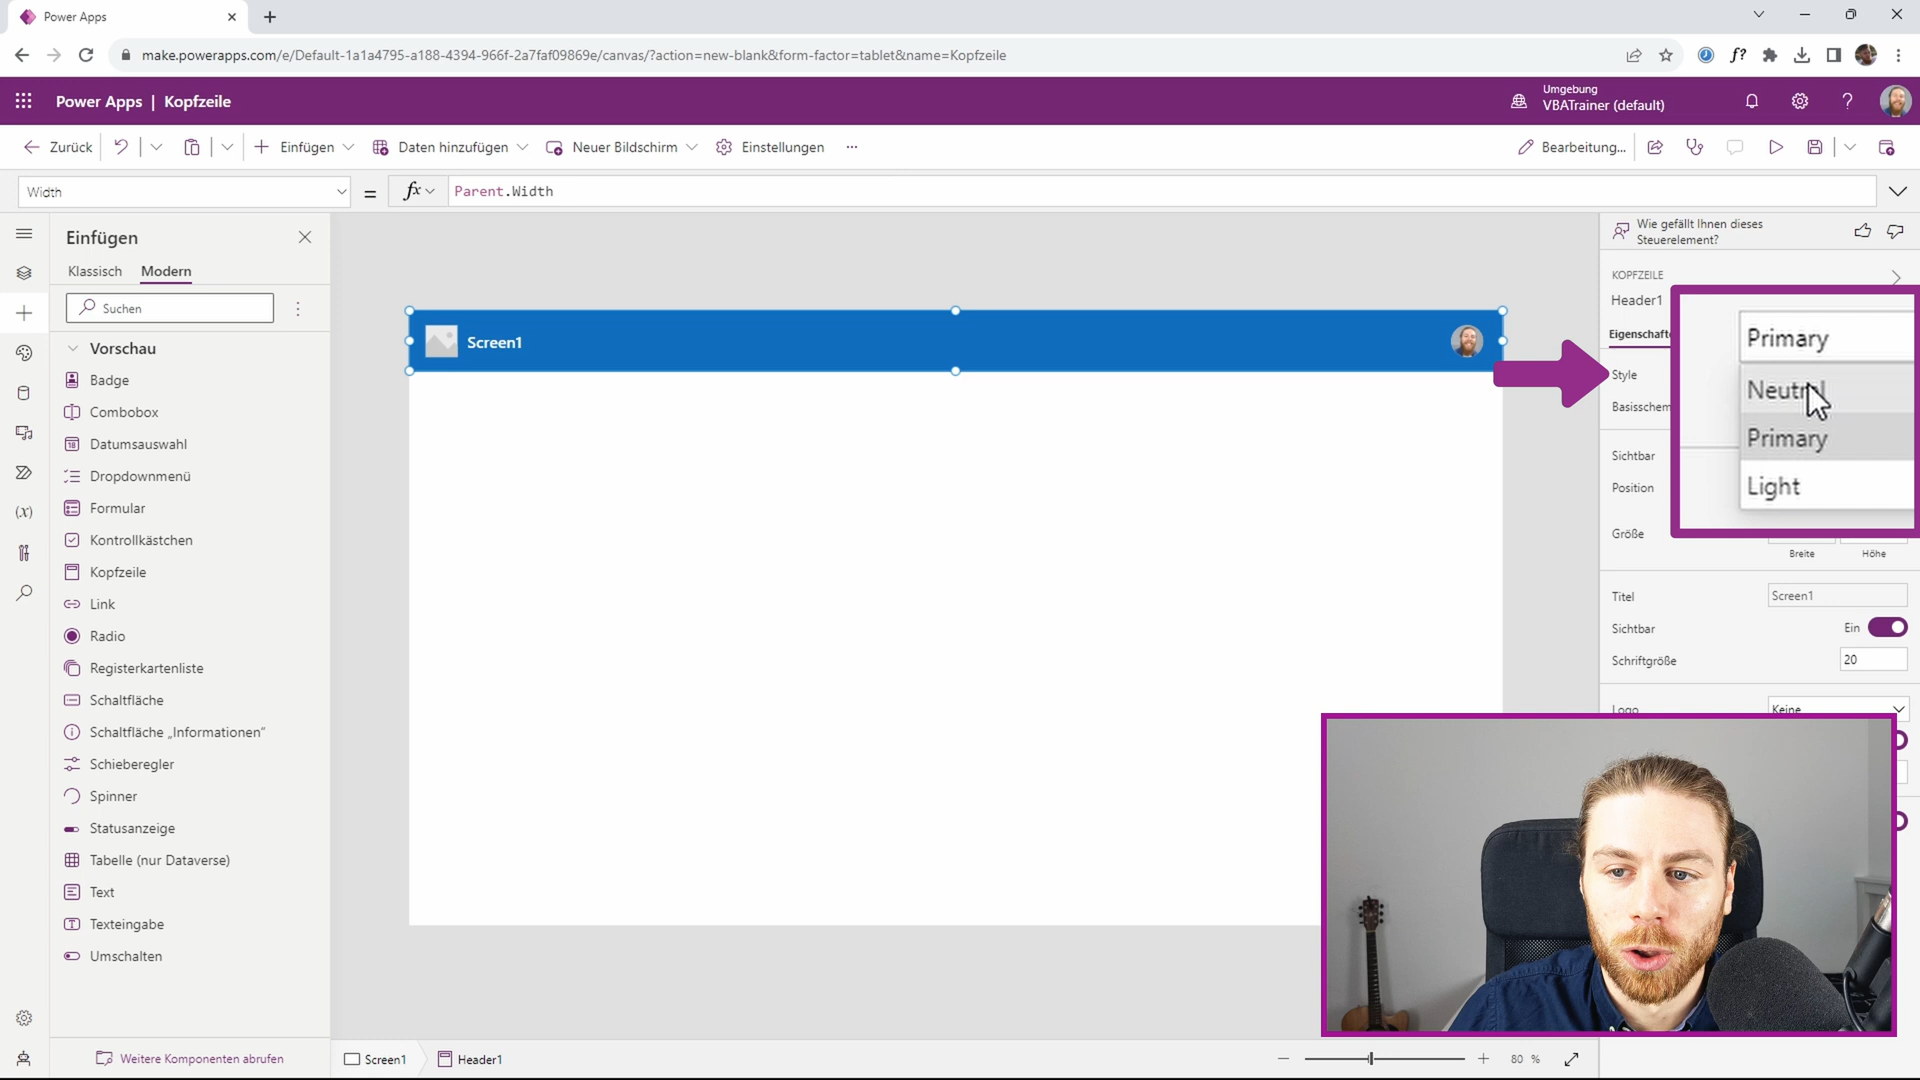 Power Apps
make.powerapps.com/e/Default-1a1a4795-a188-4394-966f-2a7faf09869e/canvas/?action=new-blank&form-factor=tablet&name=Kopfzeile
f?
Power Apps | Kopfzeile
Umgebung
VBATrainer (default)
Zurück
Einfügen
Daten hinzufügen
Neuer Bildschirm
Einstellungen
Bearbeitung...
Width
=
fx
Parent.Width
Einfügen
Klassisch
Modern
Suchen
Vorschau
Badge
Combobox
Datumsauswahl
Dropdownmenü
Formular
Kontrollkästchen
Kopfzeile
Link
Radio
Registerkartenliste
Schaltfläche
Schaltfläche „Informationen"
Schieberegler
Spinner
Statusanzeige
Tabelle (nur Dataverse)
Text
Texteingabe
Umschalten
Weitere Komponenten abrufen
Screen1
Wie gefällt Ihnen dieses
Steuerelement?
KOPFZEILE
Header1
Eigenschafte
Style
Basisschem
Sichtbar
Position
Größe
Primary
Neutral
Primary
Light
Breite
Höhe
Titel
Screen1
Sichtbar
Ein
Schriftgröße
20
Logo
Keine
Screen1
Header1
80 %